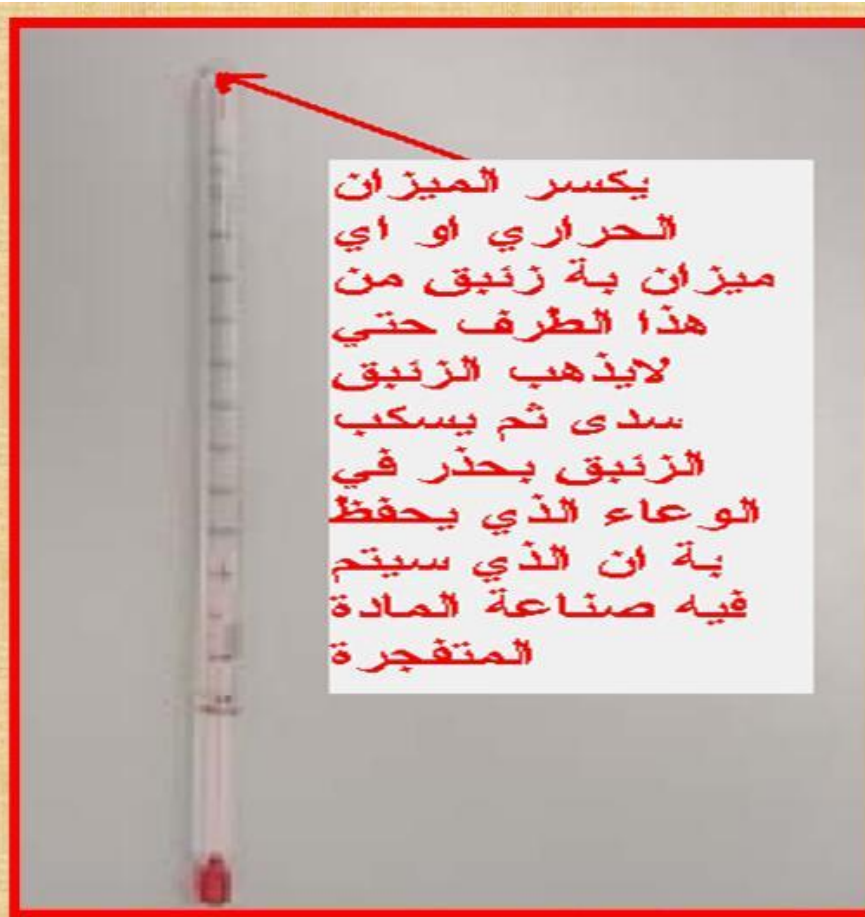 يكسر الميزان
الحراري او اي
ميزان بة زئبق من
هذا الطرف حتي
لايذهب الزئبق
سدى ثم يسكب
الزئبق بحذر في
الوعاء الذي يحفظ
بة ان الذي سيتم
فيه صناعة المادة
المتفجرة